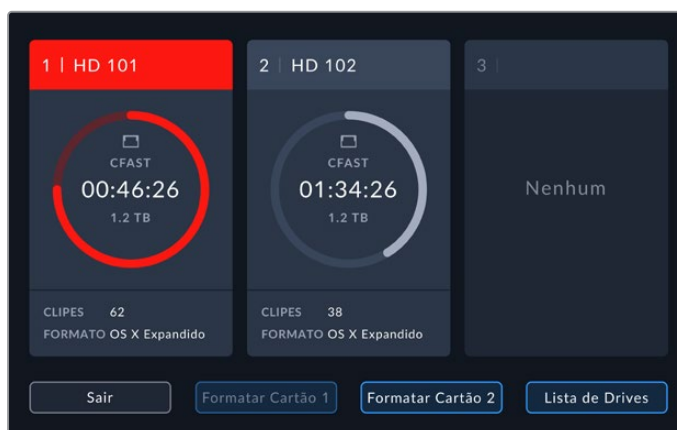 1 | HD 101
2 | HD 102
3 |
CFAST
00:46:26
1.2 TB
CFAST
01:34:26
1.2 TB
Nenhum
CLIPES 62
FORMATO OS X Expandido
CLIPES 38
FORMATO OS X Expandido
Sair
Formatar Cartão 1
Formatar Cartão 2
Lista de Drives